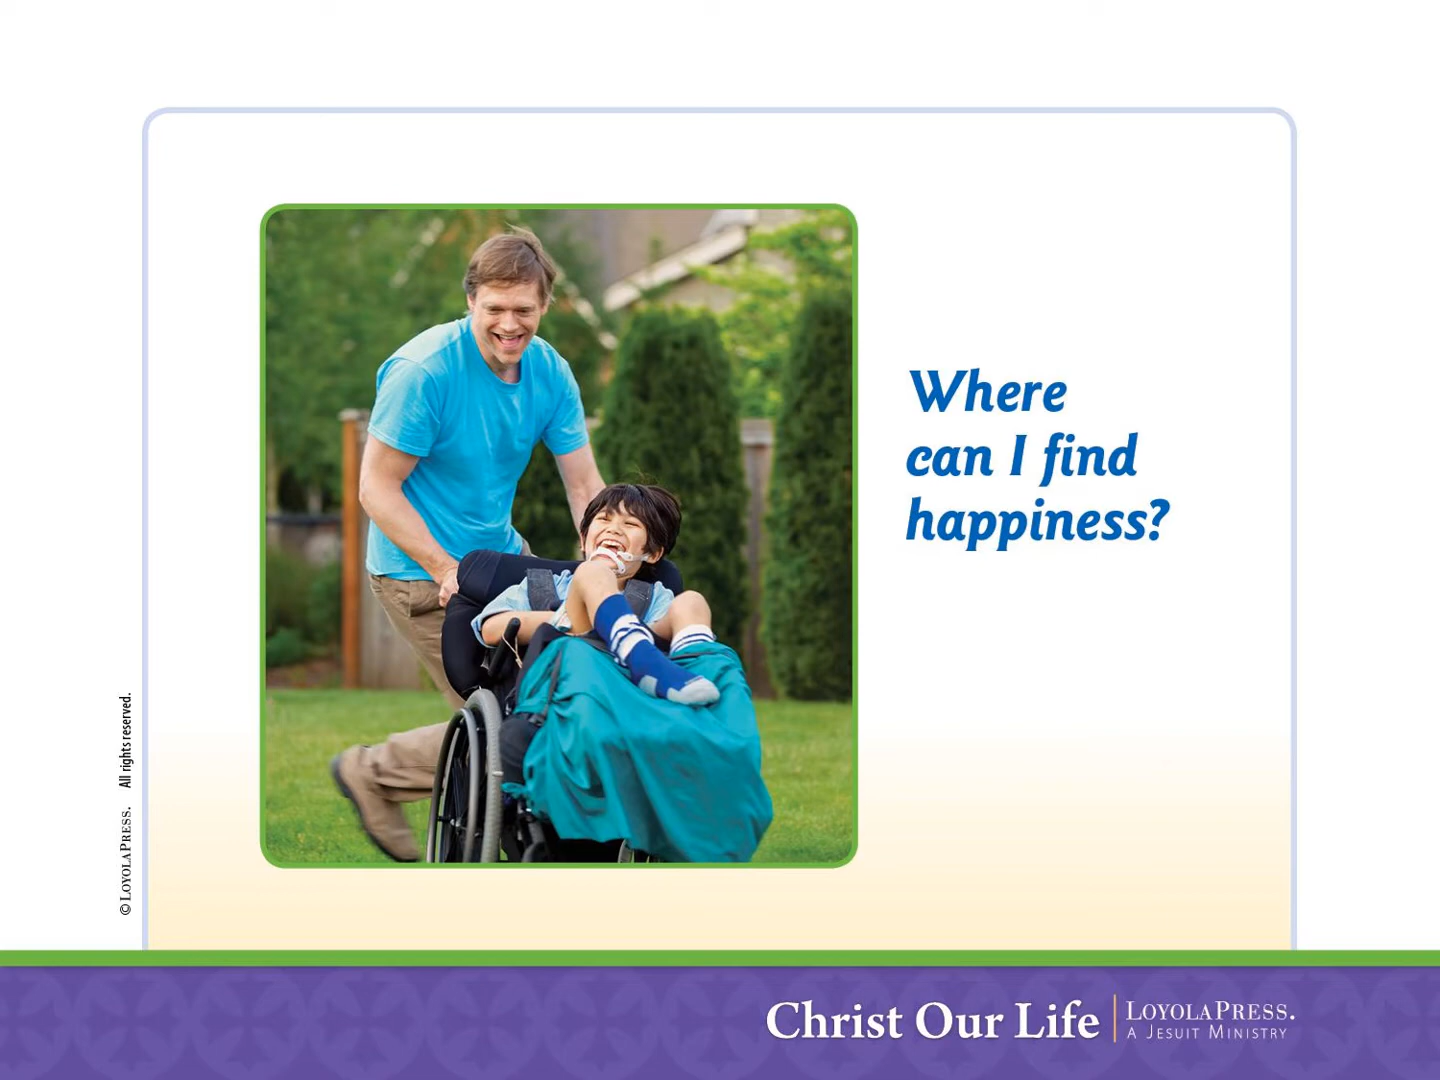 Where
can I find
happiness?
© LOYOLAPRESS. All rights reserved.
Christ Our Life
LOYOLAPRESS.
A JESUIT MINISTRY